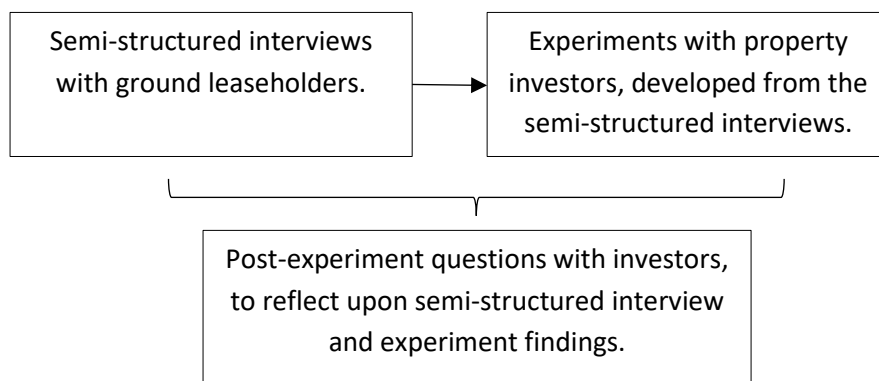 Semi-structured interviews
with ground leaseholders.
Experiments with property
investors, developed from the
semi-structured interviews.
Post-experiment questions with investors,
to reflect upon semi-structured interview
and experiment findings.